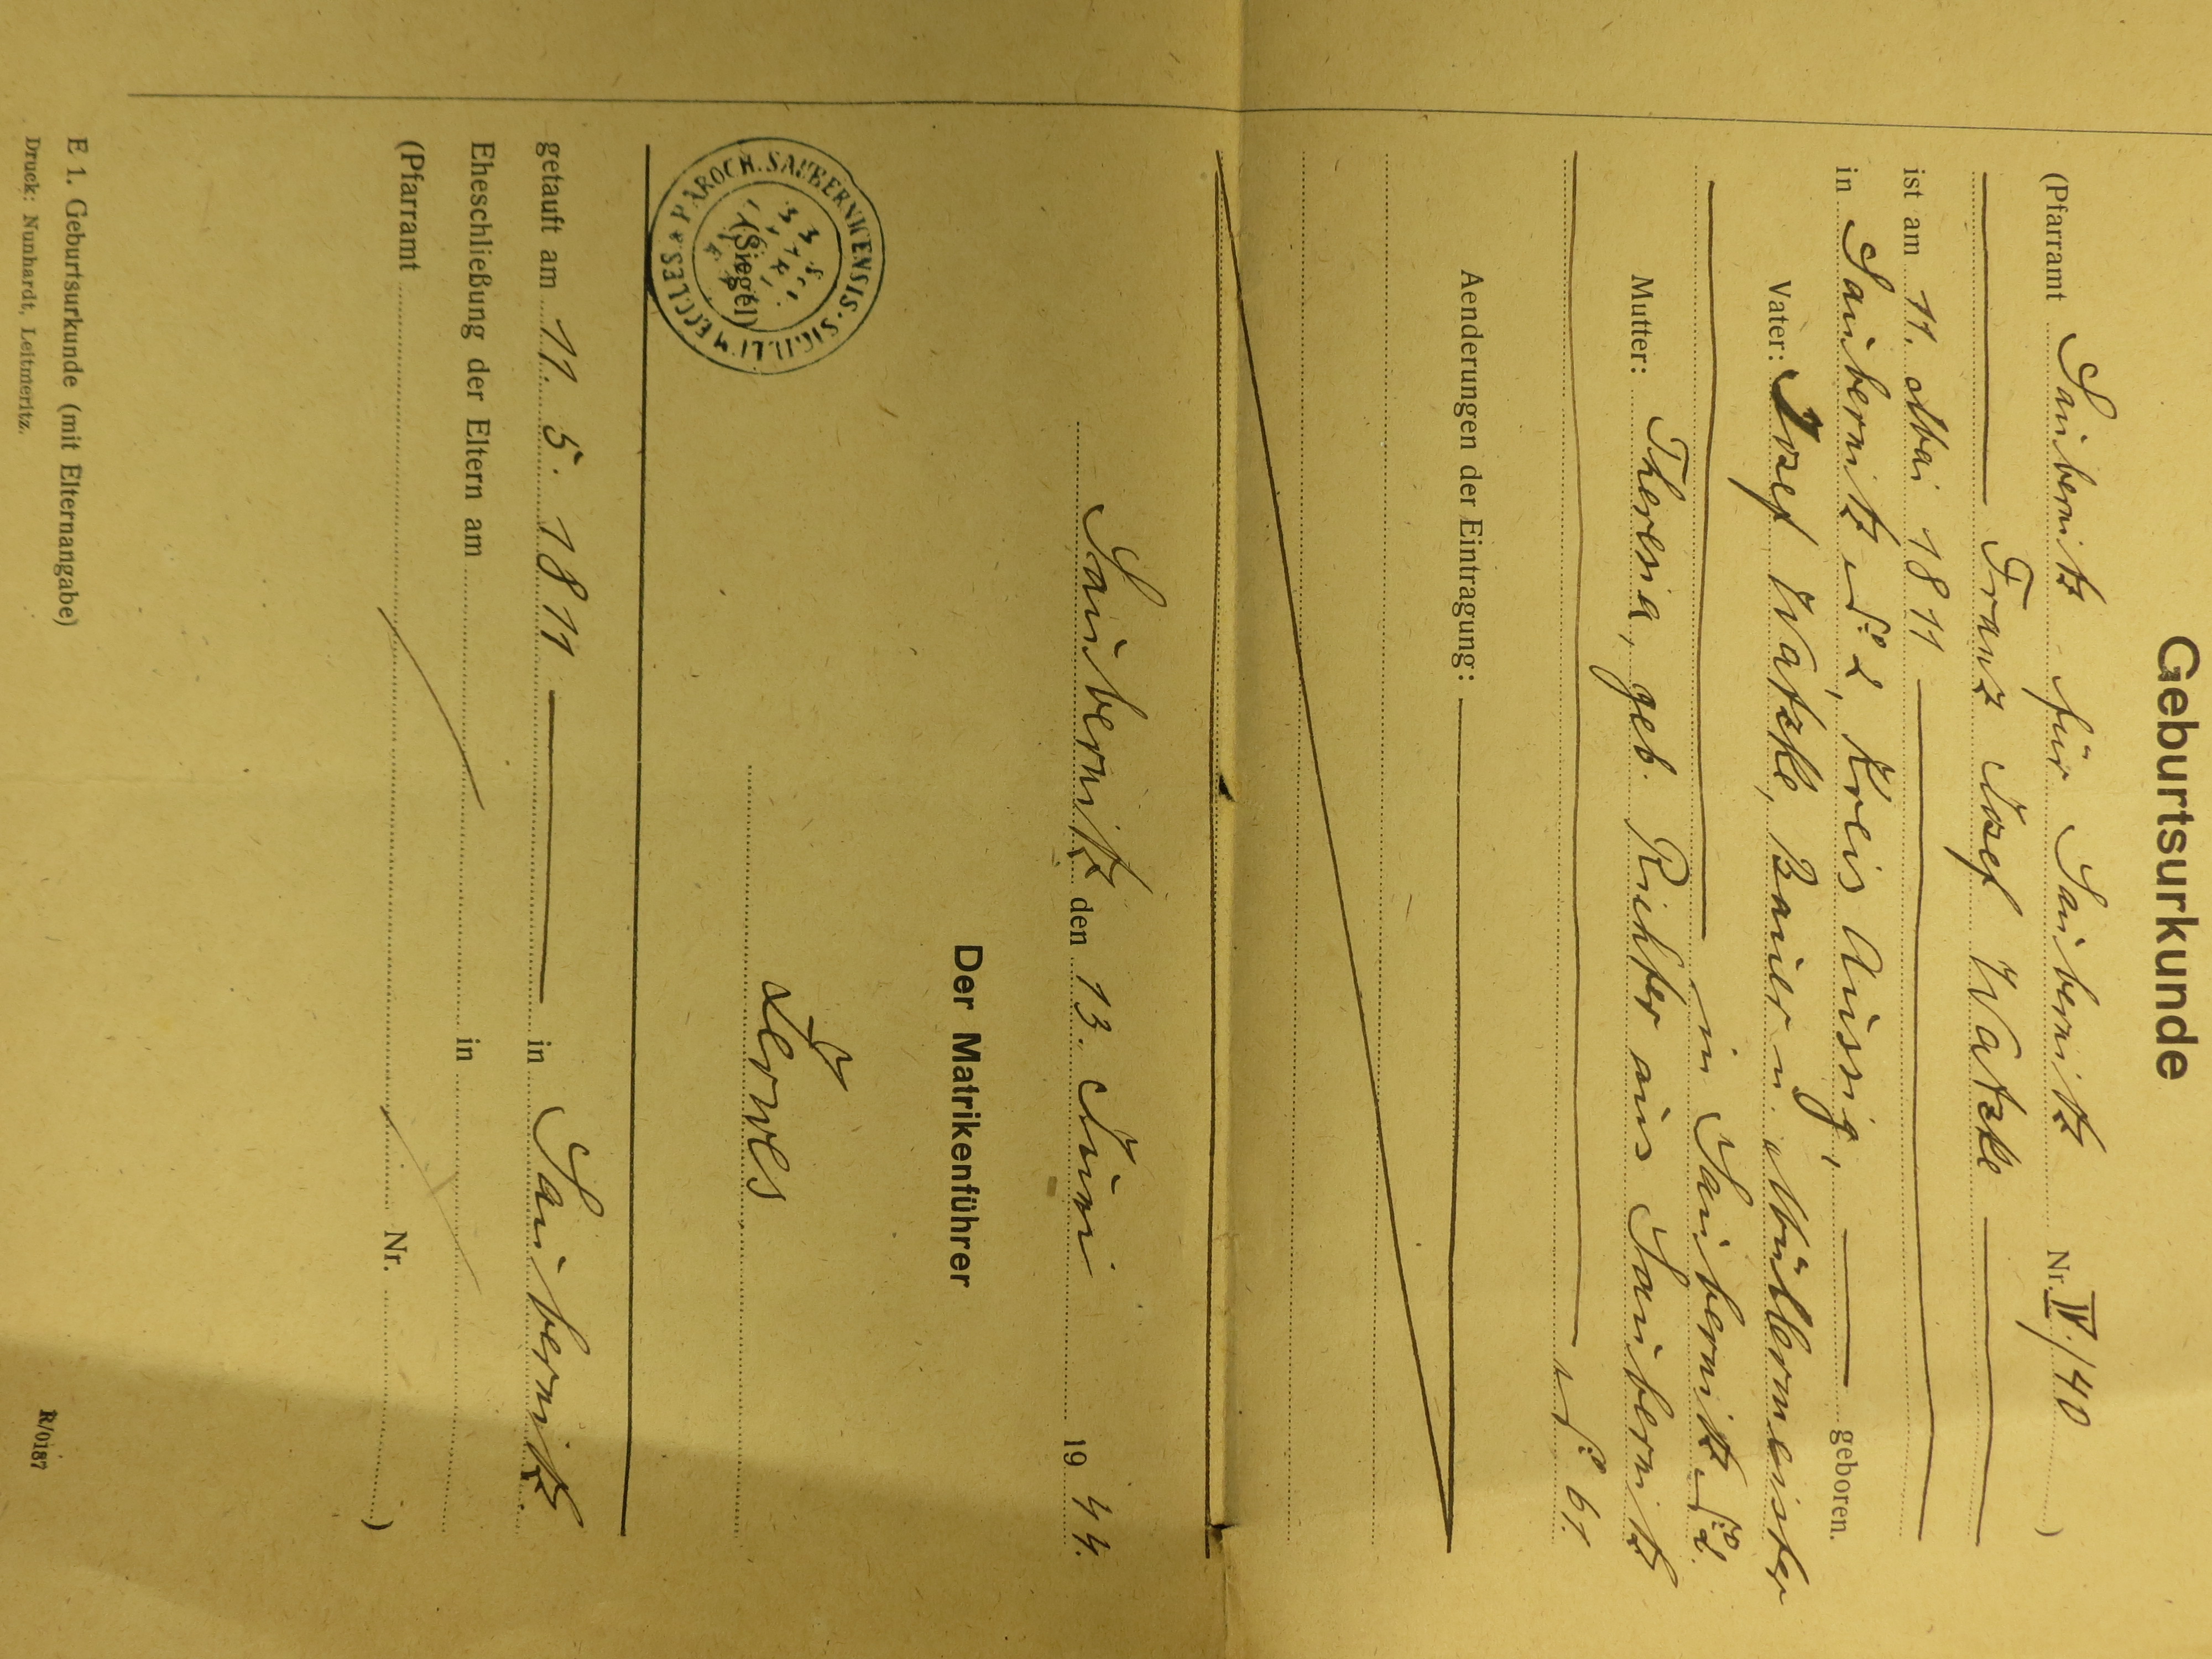 Geburtsurkunde
(Pfarramt Saubernitz für Saubernitz Nr. IV./40 )
Franz Josef Watzke
ist am 11. Mai 1811
in Saubernitz No 2, Kreis Aussig, geboren.
Vater: Josef Watzke, Bauer u. Müllermeister
in Saubernitz No 2.
Mutter: Theresia, geb. Richter aus Saubernitz
No 61.
Aenderungen der Eintragung:
Saubernitz den 13. Juni 1944.
Der Matrikenführer
Zerwes
PAROCH. SAUBERNICENSIS · SIGILLUM ECCLES. &
(Siegel)
getauft am 11. 5. 1811 in Saubernitz.
Eheschließung der Eltern am in
(Pfarramt Nr. )
E 1. Geburtsurkunde (mit Elternangabe)
Druck: Nunhardt, Leitmeritz.
R/0187